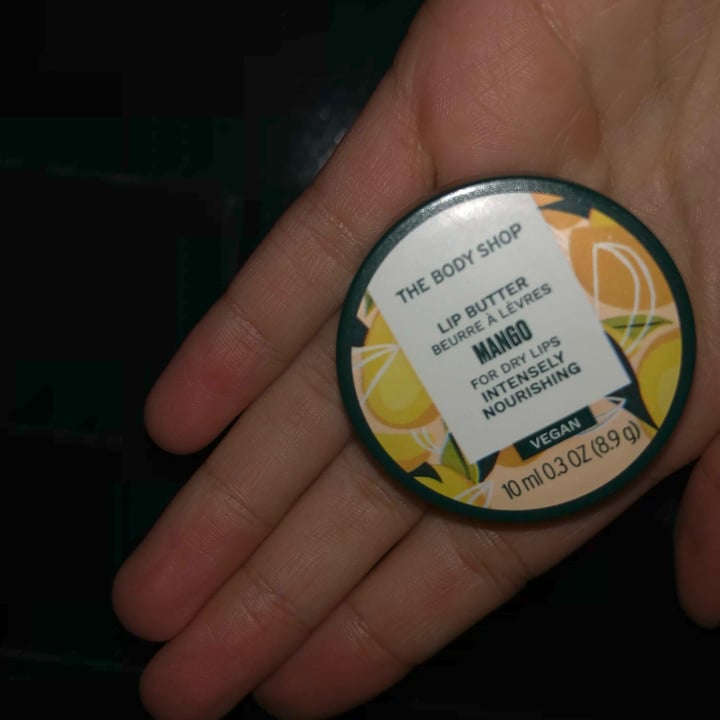 THE BODY SHOP
LIP BUTTER
BEURRE À LÈVRES
MANGO
FOR DRY LIPS
INTENSELY
NOURISHING
VEGAN
10 ml 0.3 OZ (8.9 g)